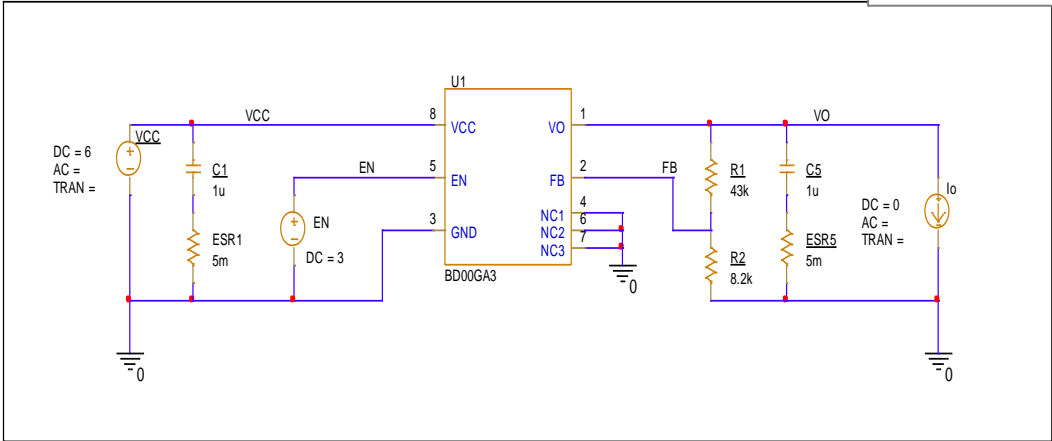 U1
VCC
8
VCC
VO
1
VO
VCC
DC = 6
AC =
TRAN =
C1
1u
EN
5
EN
FB
2
FB
R1
43k
C5
1u
Io
DC = 0
AC =
TRAN =
EN
DC = 3
3
GND
NC1
4
NC2
6
NC3
7
ESR1
5m
R2
8.2k
ESR5
5m
BD00GA3
0
0
0